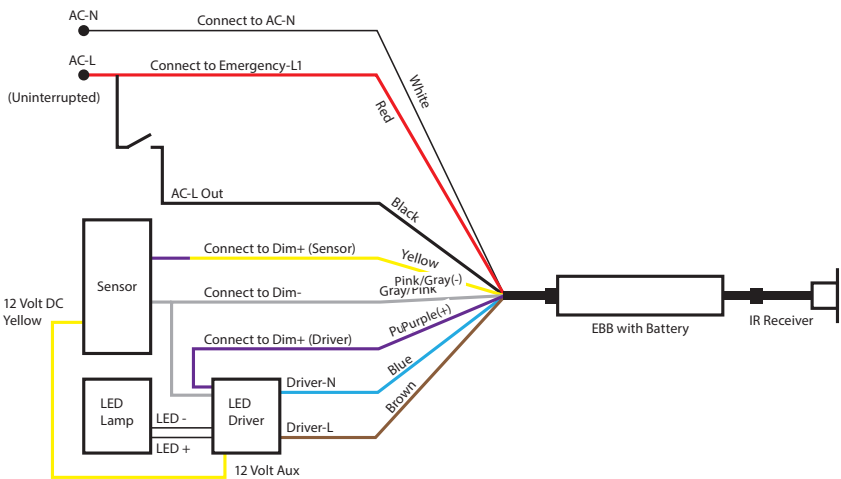 AC-N
Connect to AC-N
AC-L
Connect to Emergency-L1
(Uninterrupted)
White
Red
AC-L Out
Black
Connect to Dim+ (Sensor)
Yellow
Sensor
Pink/Gray(-)
Connect to Dim-
Gray/Pink
12 Volt DC
Yellow
EBB with Battery
IR Receiver
Connect to Dim+ (Driver)
PuPurple(+)
Blue
Driver-N
Brown
LED
Lamp
LED -
LED +
LED
Driver
Driver-L
12 Volt Aux